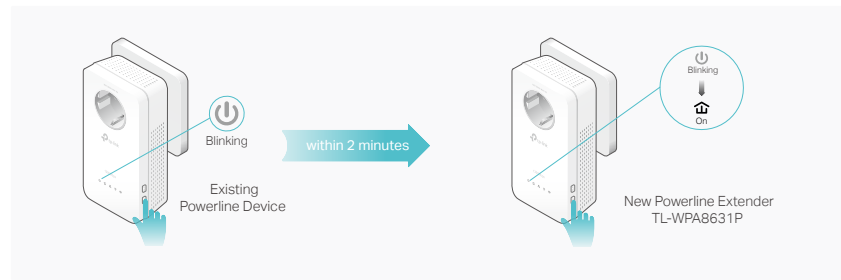 Blinking
Existing
Powerline Device
within 2 minutes
Blinking
On
New Powerline Extender
TL-WPA8631P